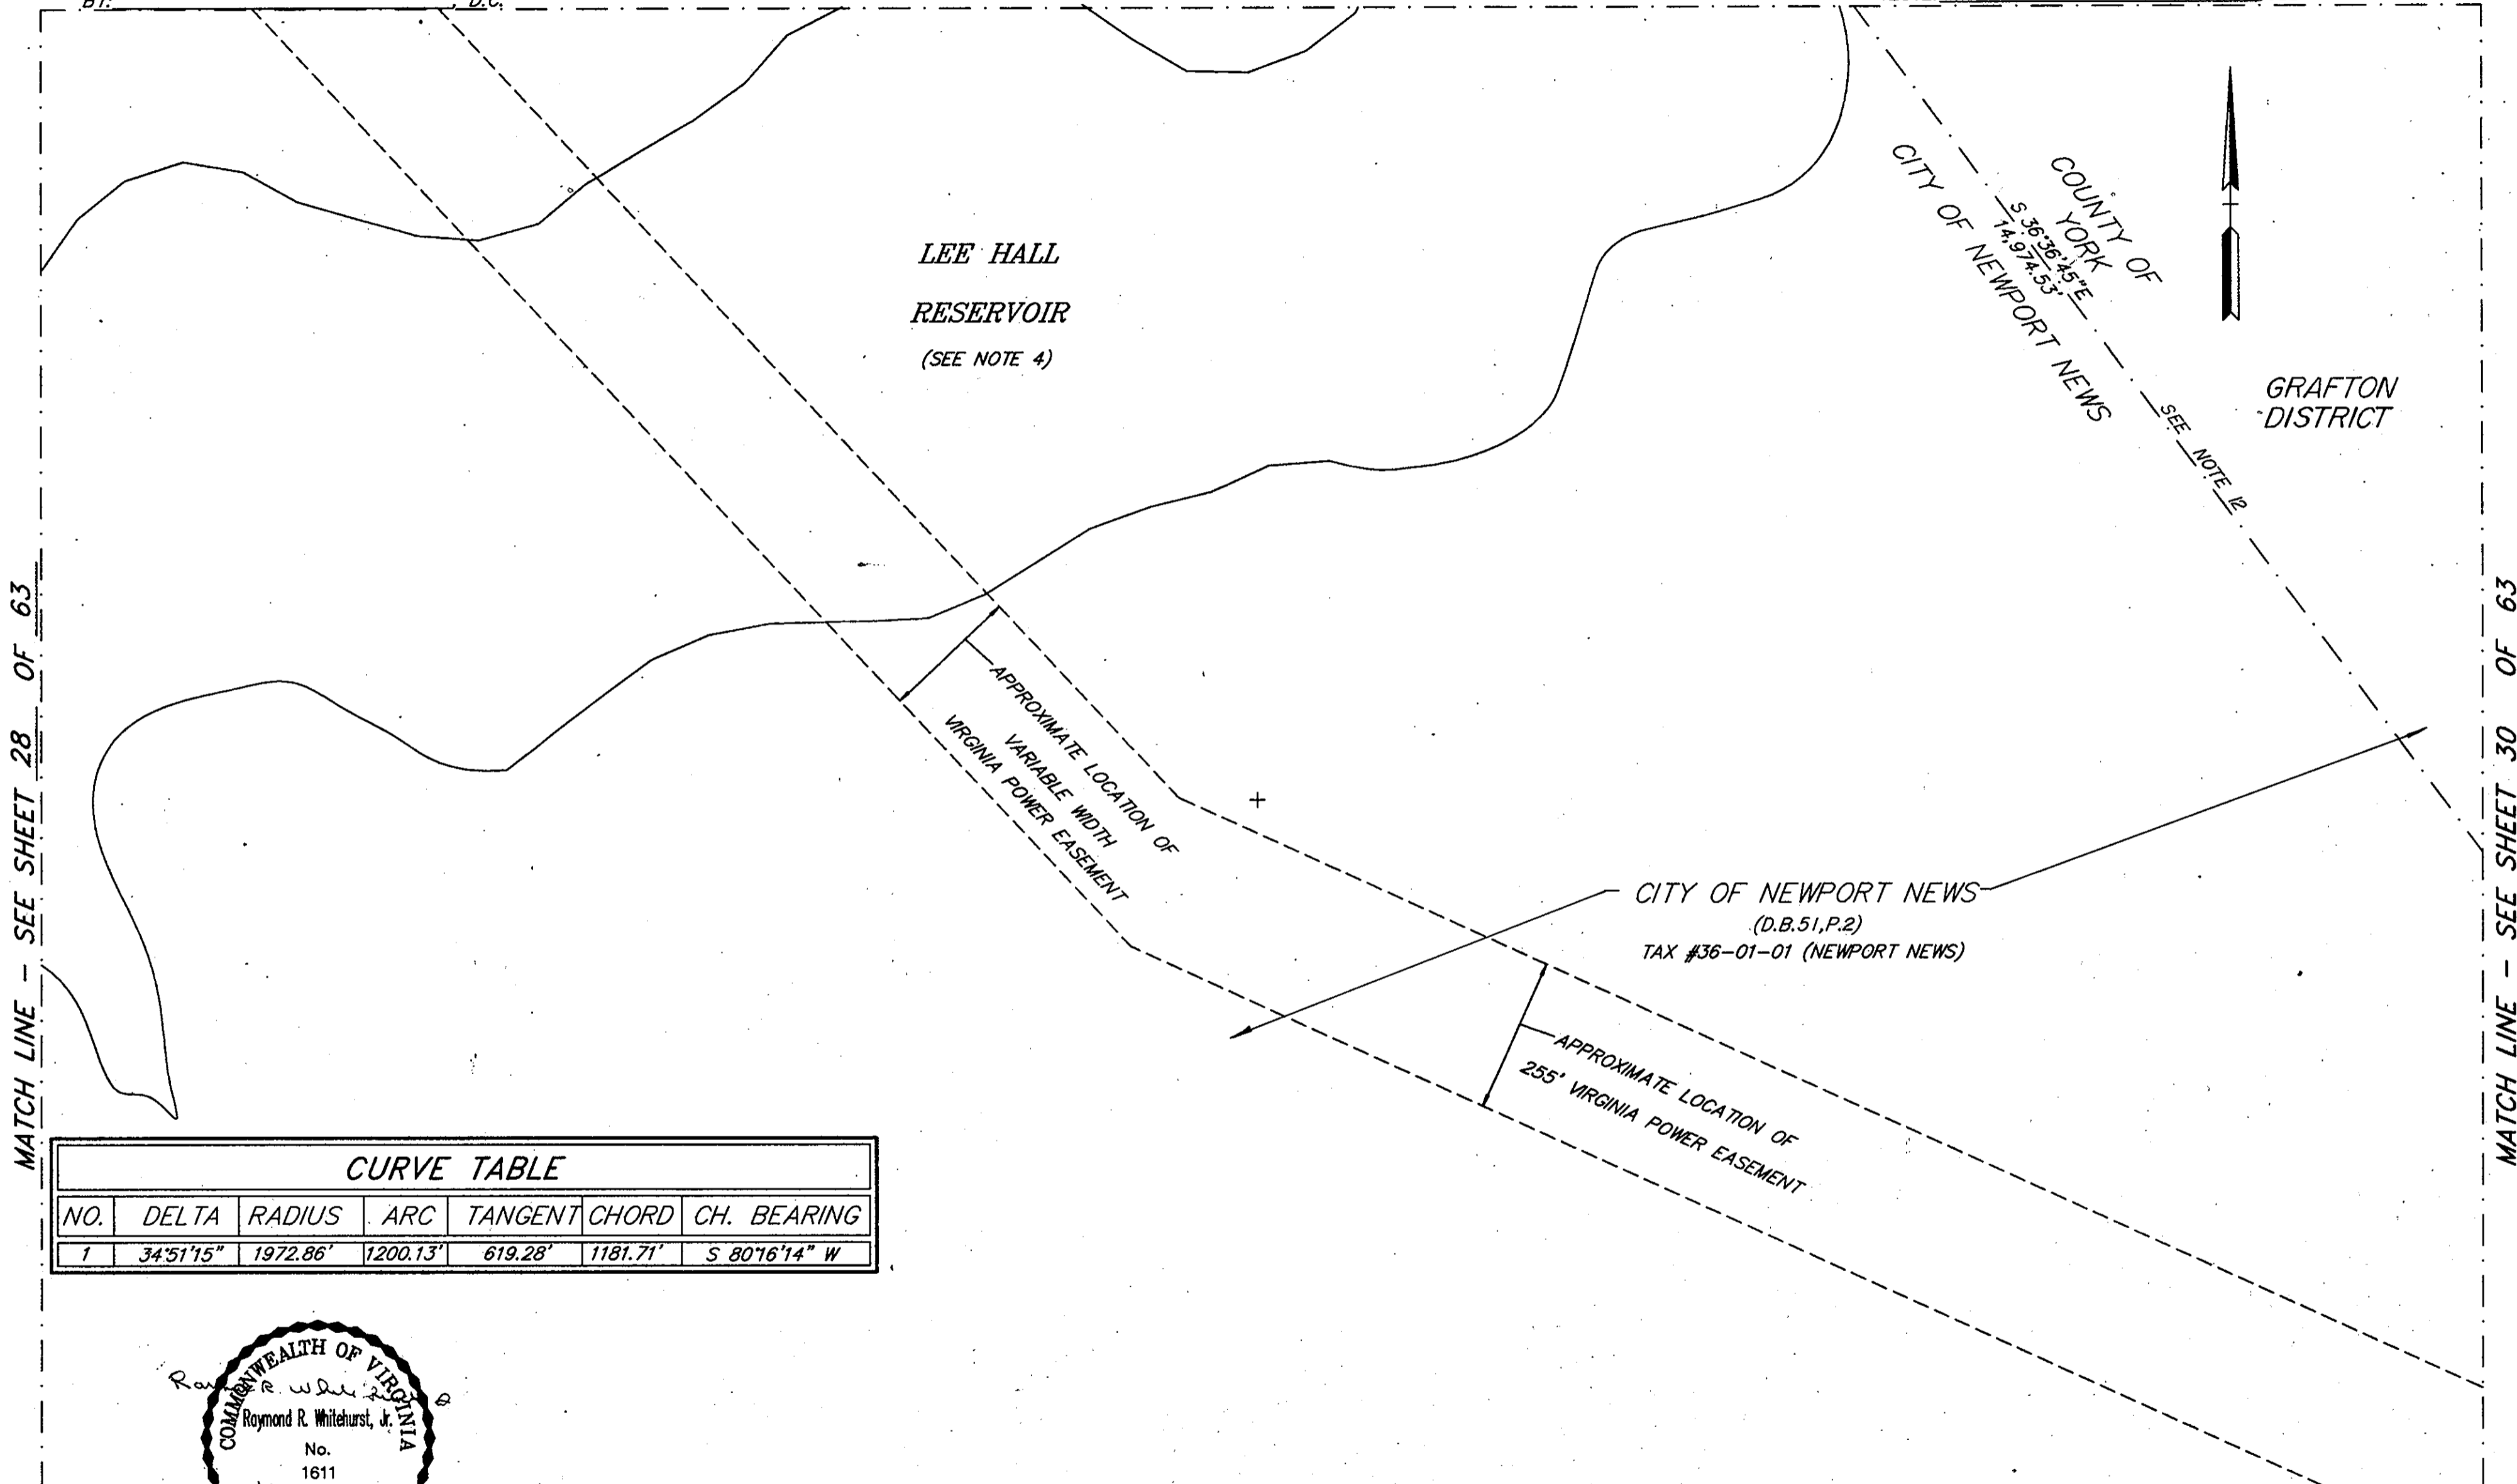 BY:
, D.C.
LEE HALL
RESERVOIR
(SEE NOTE 4)
COUNTY OF
YORK
S 36°36'45"E
14,974.53'
CITY OF NEWPORT NEWS
SEE NOTE 12
GRAFTON
DISTRICT
MATCH LINE - SEE SHEET 28 OF 63
MATCH LINE - SEE SHEET 30 OF 63
APPROXIMATE LOCATION OF
VARIABLE WIDTH
VIRGINIA POWER EASEMENT
CITY OF NEWPORT NEWS
(D.B.51,P.2)
TAX #36-01-01 (NEWPORT NEWS)
APPROXIMATE LOCATION OF
255' VIRGINIA POWER EASEMENT
CURVE TABLE
NO. DELTA RADIUS ARC TANGENT CHORD CH. BEARING
1 34°51'15" 1972.86' 1200.13' 619.28' 1181.71' S 80°16'14" W
COMMONWEALTH OF VIRGINIA
Raymond R. Whitehurst, Jr.
No.
1611